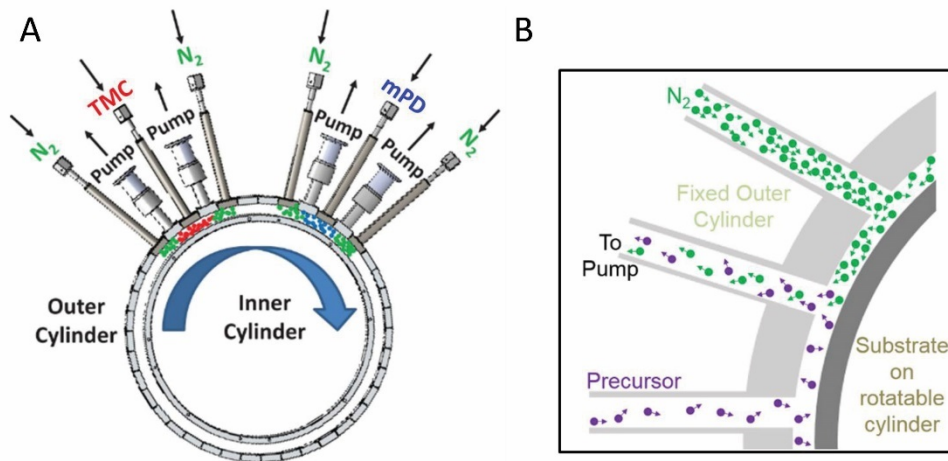 A
N₂
TMC
Pump
Pump
N₂
N₂
Pump
mPD
Pump
N₂
Outer
Cylinder
Inner
Cylinder
B
N₂
Fixed Outer
Cylinder
To
Pump
Precursor
Substrate
on
rotatable
cylinder